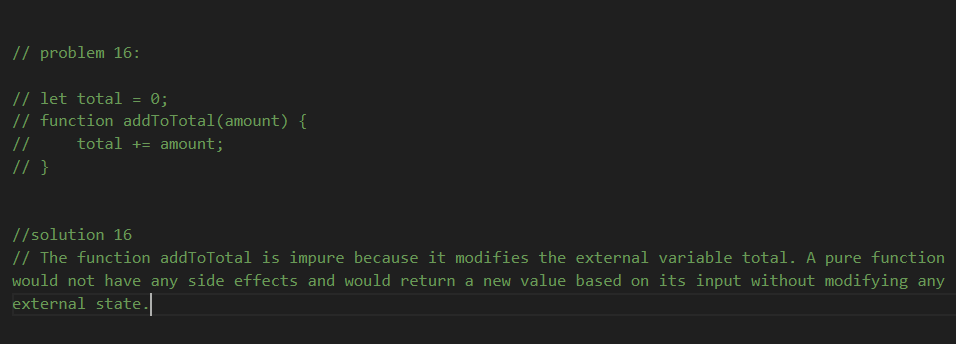 // problem 16:
// let total = 0;
// function addToTotal(amount) {
//     total += amount;
// }
//solution 16
// The function addToTotal is impure because it modifies the external variable total. A pure function
would not have any side effects and would return a new value based on its input without modifying any
external state.